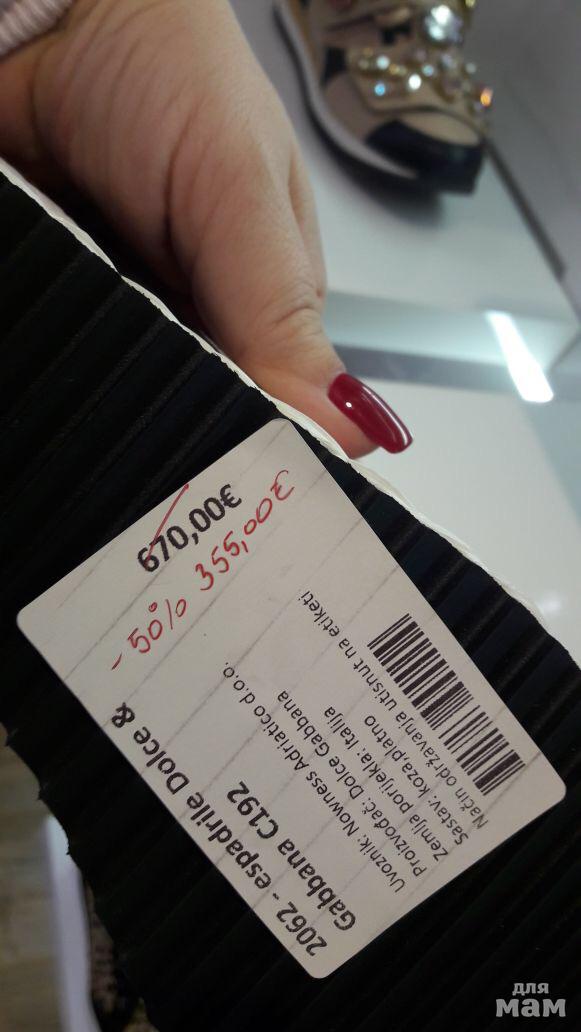 670,00€
-50% 355,00€
2062 - espadrile Dolce &
Gabbana C192
Uvoznik: Nowness Adriatico d.o.o.
Proizvođač: Dolce Gabbana
Zemlja porijekla: Italija
Sastav: koza,platno
Način održavanja utisnut na etiketi
для
мам